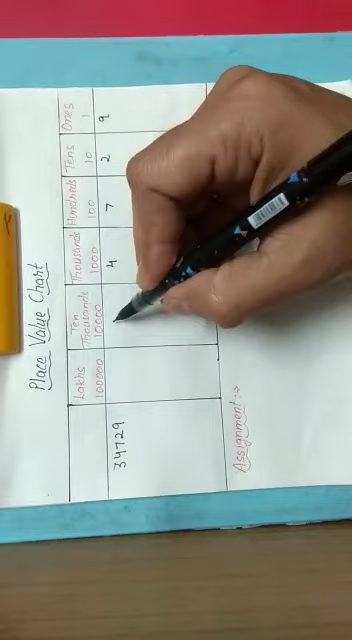 Place Value Chart
Lakhs Ten Thousands Thousands Hundreds Tens Ones
100000 10000 1000 100 10 1
34729 4 7 2 9
Assignment :->